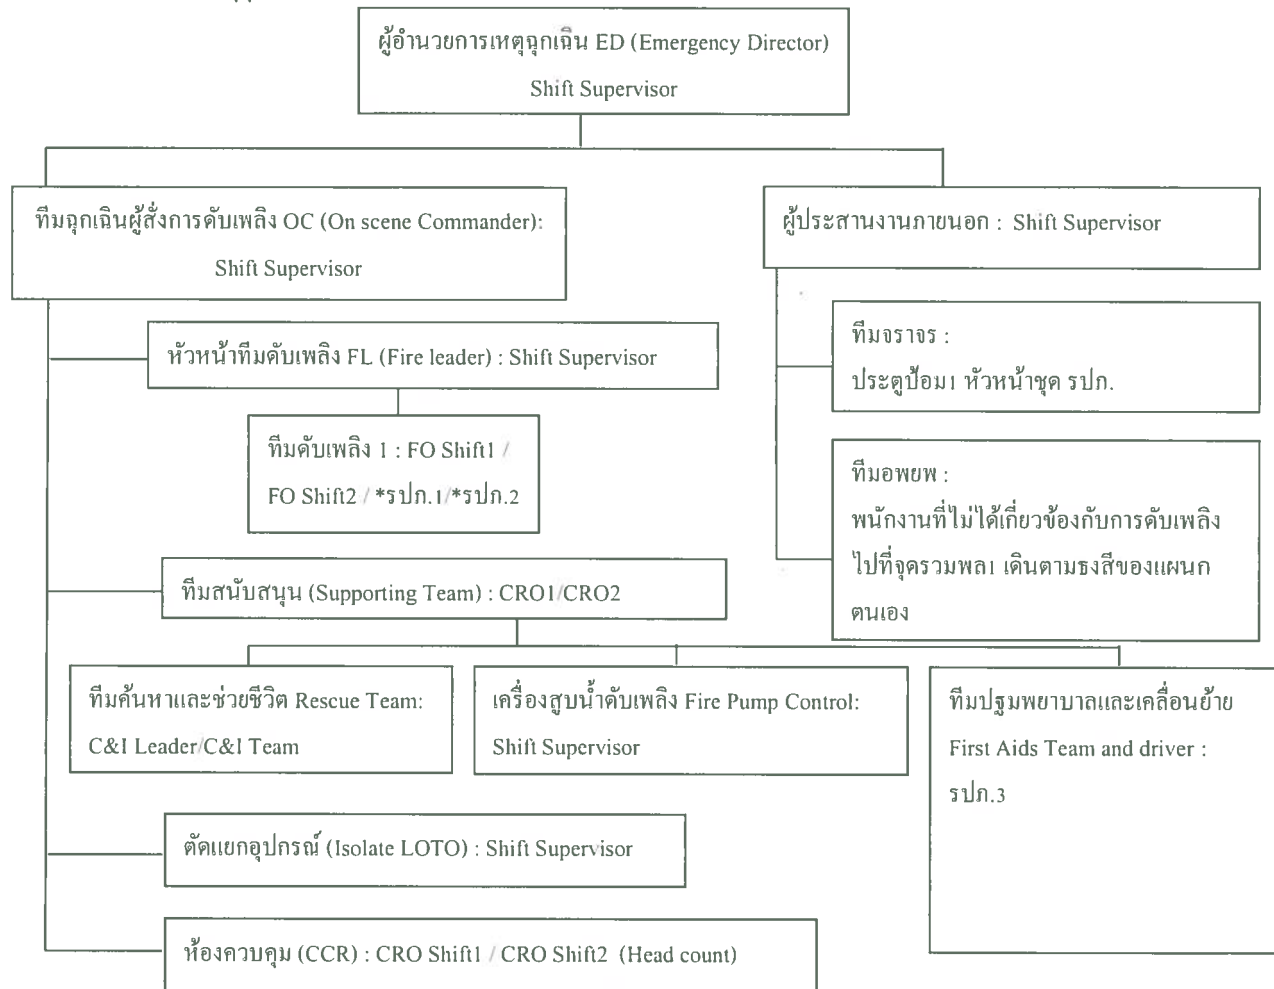 ผู้อำนวยการเหตุฉุกเฉิน ED (Emergency Director)
Shift Supervisor
ทีมฉุกเฉินผู้สั่งการดับเพลิง OC (On scene Commander):
Shift Supervisor
ผู้ประสานงานภายนอก : Shift Supervisor
หัวหน้าทีมดับเพลิง FL (Fire leader) : Shift Supervisor
ทีมจราจร :
ประตูป้อม1 หัวหน้าชุด รปภ.
ทีมดับเพลิง 1 : FO Shift1 /
FO Shift2 / *รปภ.1/*รปภ.2
ทีมอพยพ :
พนักงานที่ไม่ได้เกี่ยวข้องกับการดับเพลิง
ไปที่จุดรวมพล1 เดินตามธงสีของแผนก
ตนเอง
ทีมสนับสนุน (Supporting Team) : CRO1/CRO2
ทีมค้นหาและช่วยชีวิต Rescue Team:
C&I Leader/C&I Team
เครื่องสูบน้ำดับเพลิง Fire Pump Control:
Shift Supervisor
ทีมปฐมพยาบาลและเคลื่อนย้าย
First Aids Team and driver :
รปภ.3
ตัดแยกอุปกรณ์ (Isolate LOTO) : Shift Supervisor
ห้องควบคุม (CCR) : CRO Shift1 / CRO Shift2 (Head count)